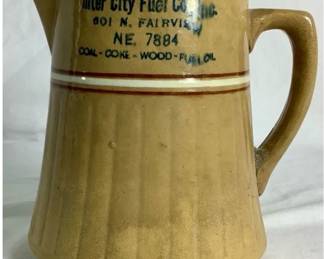 Inter City Fuel Co., Inc.
601 N. FAIRVIEW
NE. 7884
COAL - COKE - WOOD - FUEL OIL